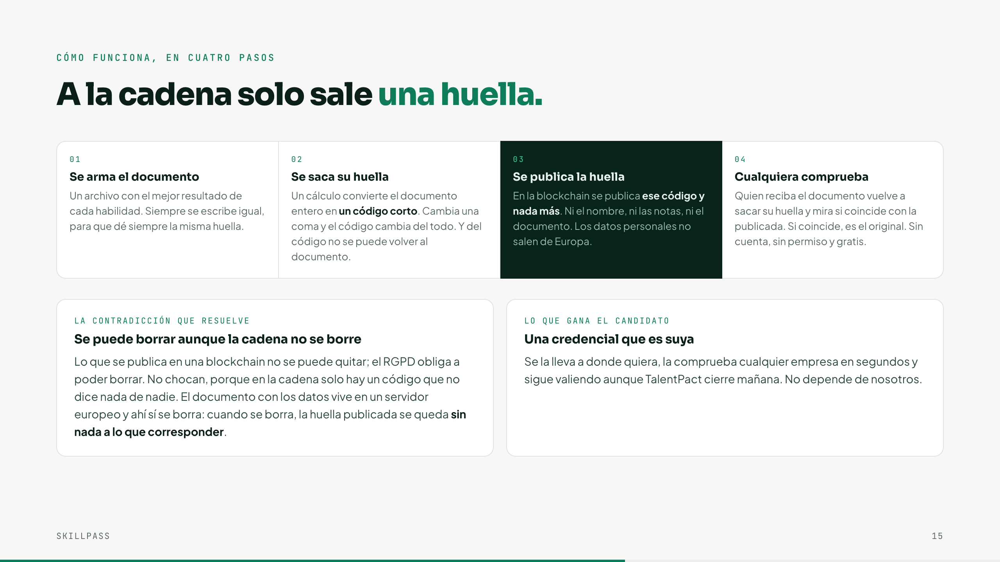 CÓMO FUNCIONA, EN CUATRO PASOS
A la cadena solo sale una huella.
01
Se arma el documento
Un archivo con el mejor resultado de
cada habilidad. Siempre se escribe igual,
para que dé siempre la misma huella.
02
Se saca su huella
Un cálculo convierte el documento
entero en un código corto. Cambia una
coma y el código cambia del todo. Y del
código no se puede volver al
documento.
03
Se publica la huella
En la blockchain se publica ese código y
nada más. Ni el nombre, ni las notas, ni el
documento. Los datos personales no
salen de Europa.
04
Cualquiera comprueba
Quien reciba el documento vuelve a
sacar su huella y mira si coincide con la
publicada. Si coincide, es el original. Sin
cuenta, sin permiso y gratis.
LA CONTRADICCIÓN QUE RESUELVE
Se puede borrar aunque la cadena no se borre
Lo que se publica en una blockchain no se puede quitar; el RGPD obliga a
poder borrar. No chocan, porque en la cadena solo hay un código que no
dice nada de nadie. El documento con los datos vive en un servidor
europeo y ahí sí se borra: cuando se borra, la huella publicada se queda sin
nada a lo que corresponder.
LO QUE GANA EL CANDIDATO
Una credencial que es suya
Se la lleva a donde quiera, la comprueba cualquier empresa en segundos y
sigue valiendo aunque TalentPact cierre mañana. No depende de nosotros.
SKILLPASS
15